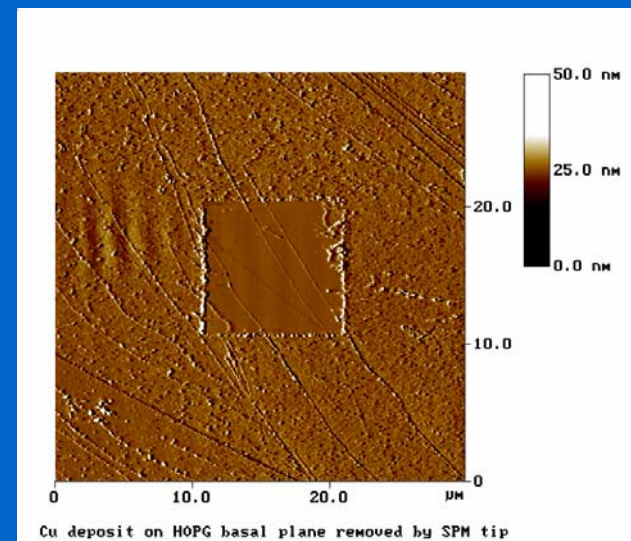 50.0 nM
25.0 nM
0.0 nM
20.0
10.0
0
0 10.0 20.0 µM
Cu deposit on HOPG basal plane removed by SPM tip